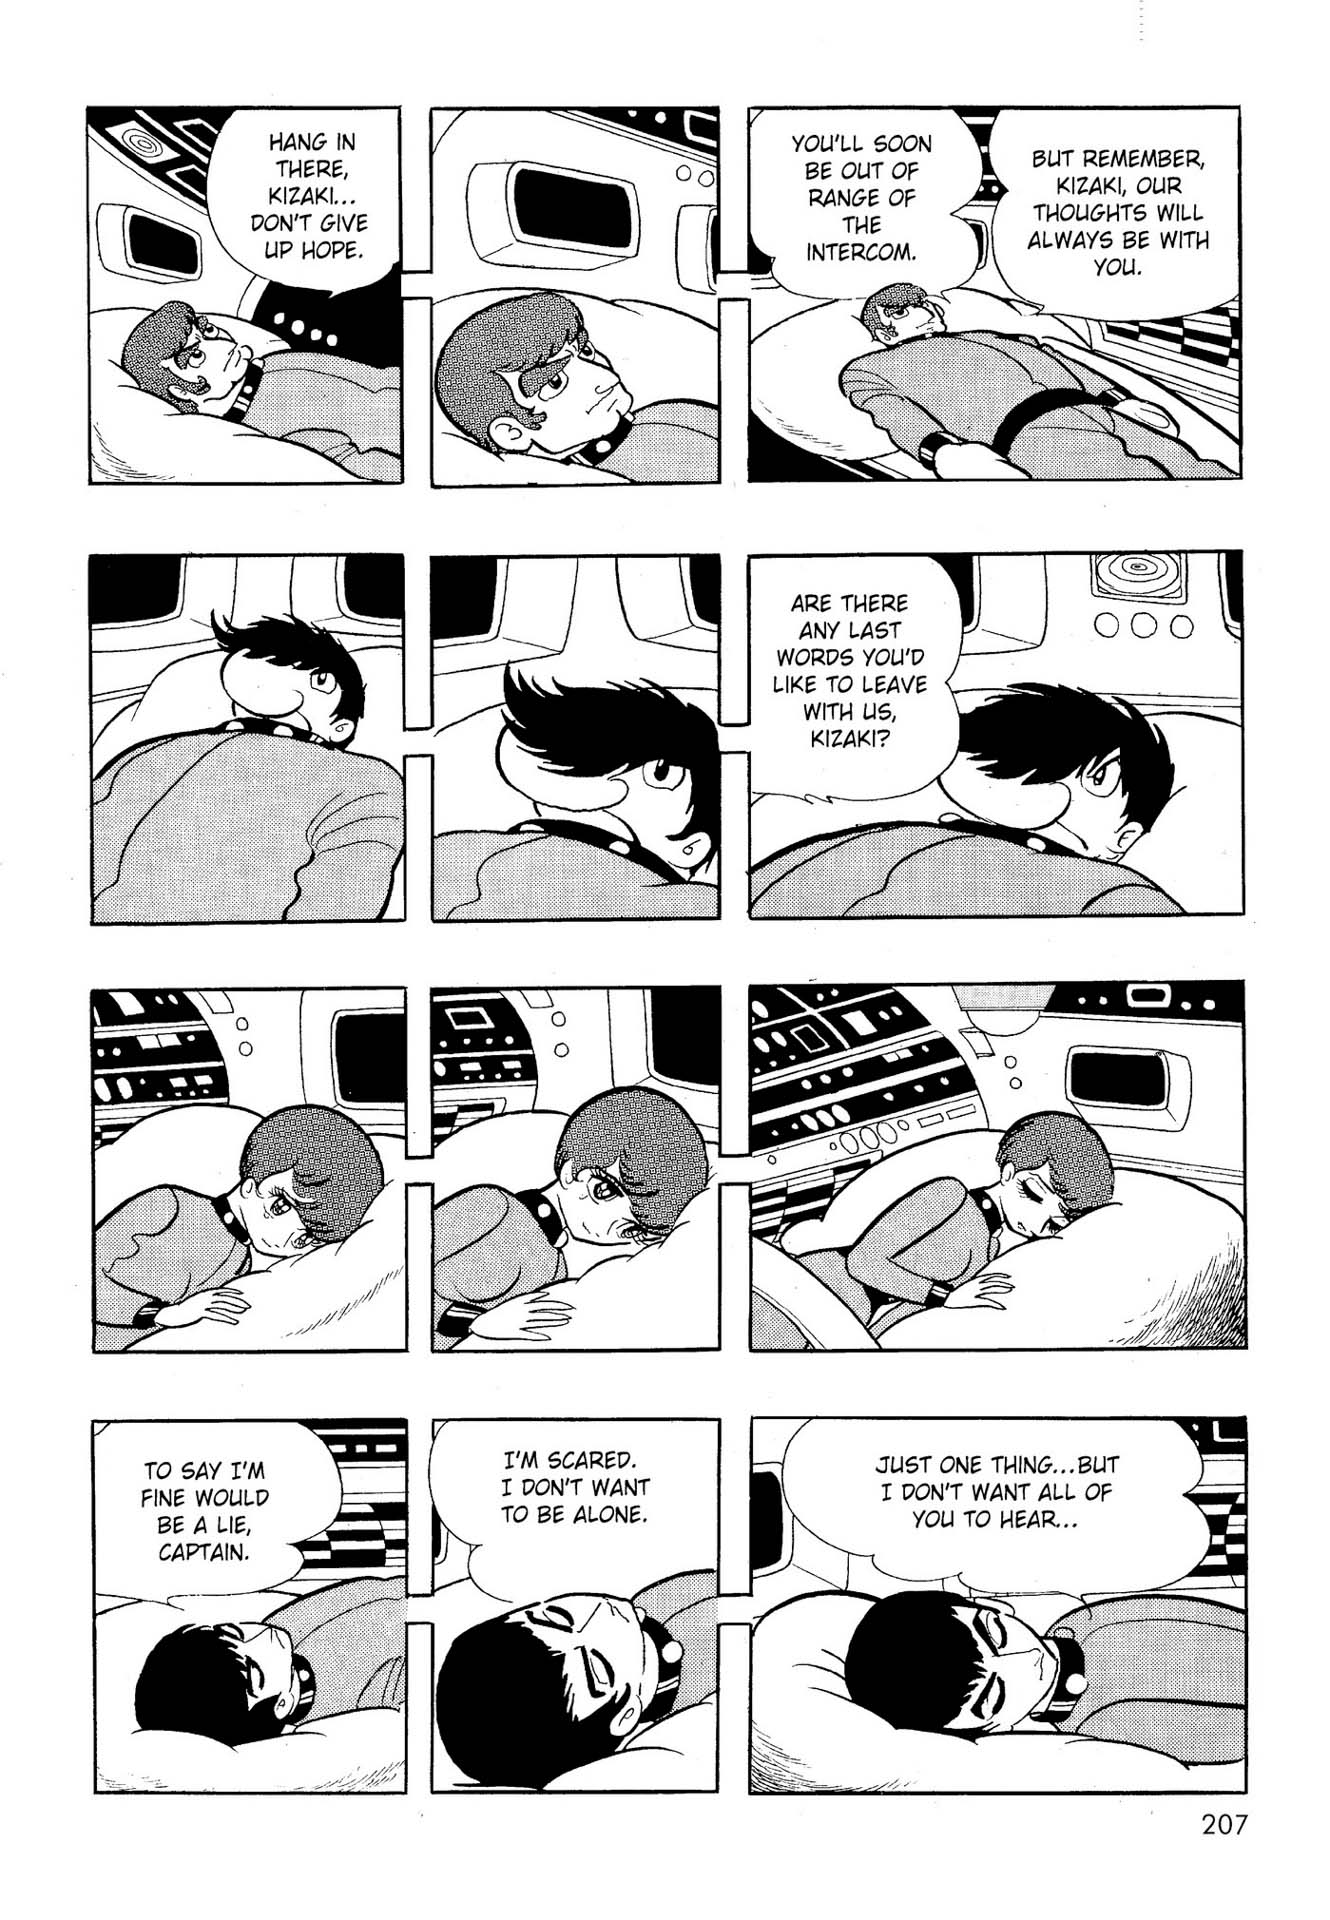 HANG IN
THERE,
KIZAKI...
DON'T GIVE
UP HOPE.
YOU'LL SOON
BE OUT OF
RANGE OF
THE
INTERCOM.
BUT REMEMBER,
KIZAKI, OUR
THOUGHTS WILL
ALWAYS BE WITH
YOU.
ARE THERE
ANY LAST
WORDS YOU'D
LIKE TO LEAVE
WITH US,
KIZAKI?
TO SAY I'M
FINE WOULD
BE A LIE,
CAPTAIN.
I'M SCARED.
I DON'T WANT
TO BE ALONE.
JUST ONE THING...BUT
I DON'T WANT ALL OF
YOU TO HEAR...
207